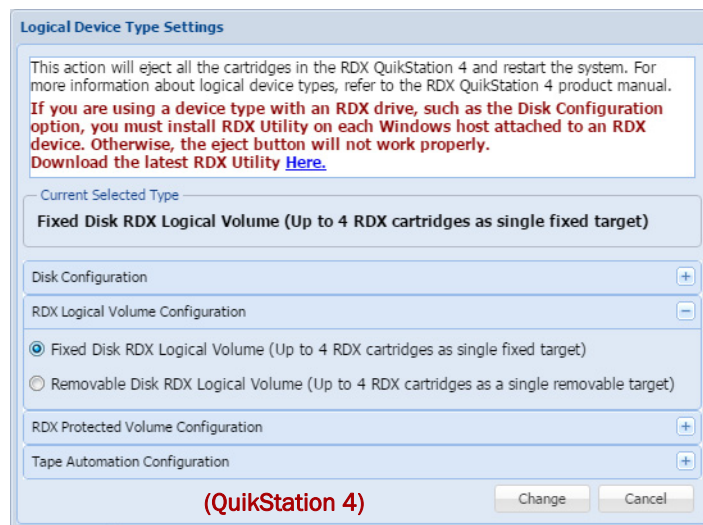 Logical Device Type Settings
This action will eject all the cartridges in the RDX QuikStation 4 and restart the system. For
more information about logical device types, refer to the RDX QuikStation 4 product manual.
If you are using a device type with an RDX drive, such as the Disk Configuration
option, you must install RDX Utility on each Windows host attached to an RDX
device. Otherwise, the eject button will not work properly.
Download the latest RDX Utility Here.
Current Selected Type
Fixed Disk RDX Logical Volume (Up to 4 RDX cartridges as single fixed target)
Disk Configuration
RDX Logical Volume Configuration
Fixed Disk RDX Logical Volume (Up to 4 RDX cartridges as single fixed target)
Removable Disk RDX Logical Volume (Up to 4 RDX cartridges as a single removable target)
RDX Protected Volume Configuration
Tape Automation Configuration
(QuikStation 4)
Change
Cancel